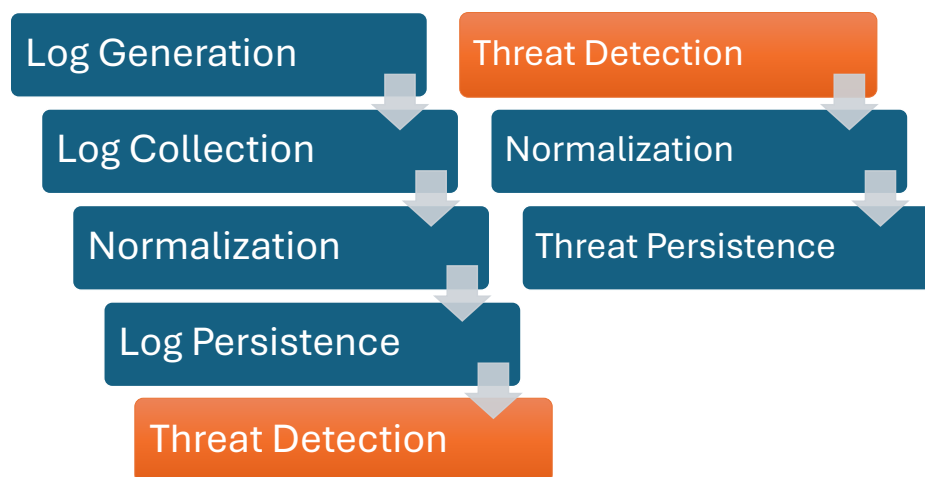 Log Generation
Log Collection
Normalization
Log Persistence
Threat Detection
Threat Detection
Normalization
Threat Persistence